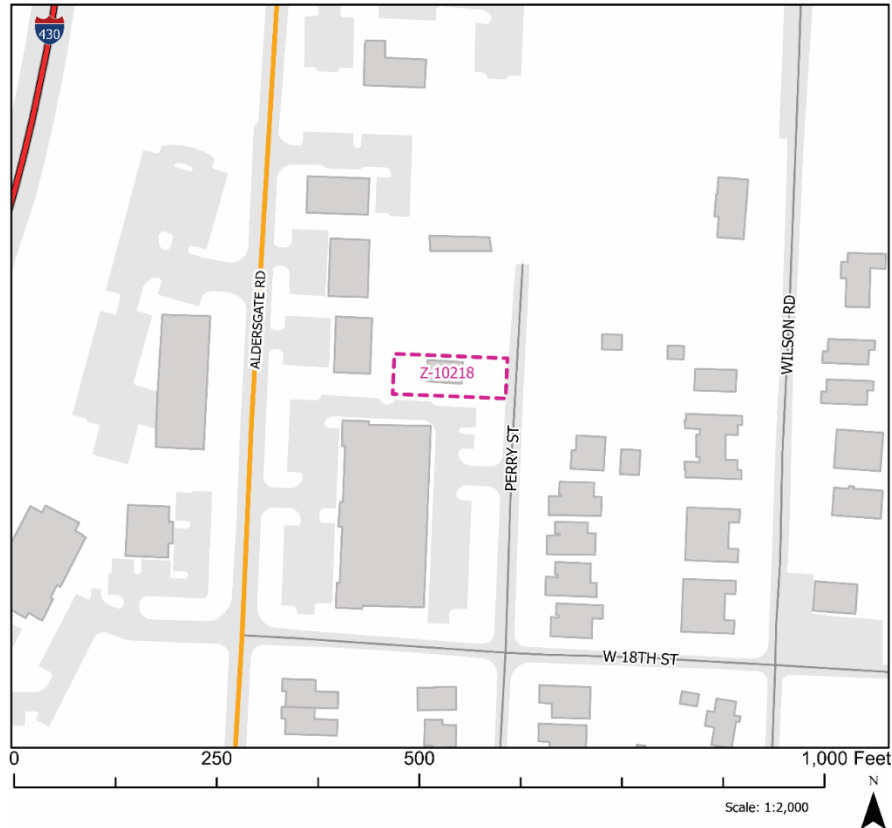 430
ALDERSGATE RD
WILSON RD
Z-10218
PERRY ST
W 18TH ST
0 250 500 1,000 Feet
N
Scale: 1:2,000